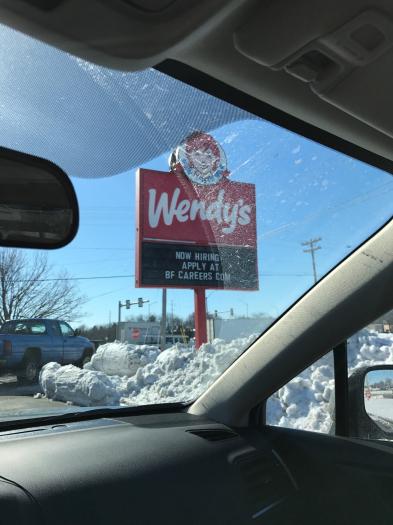 Wendy's
NOW HIRING
APPLY AT
BF CAREERS COM